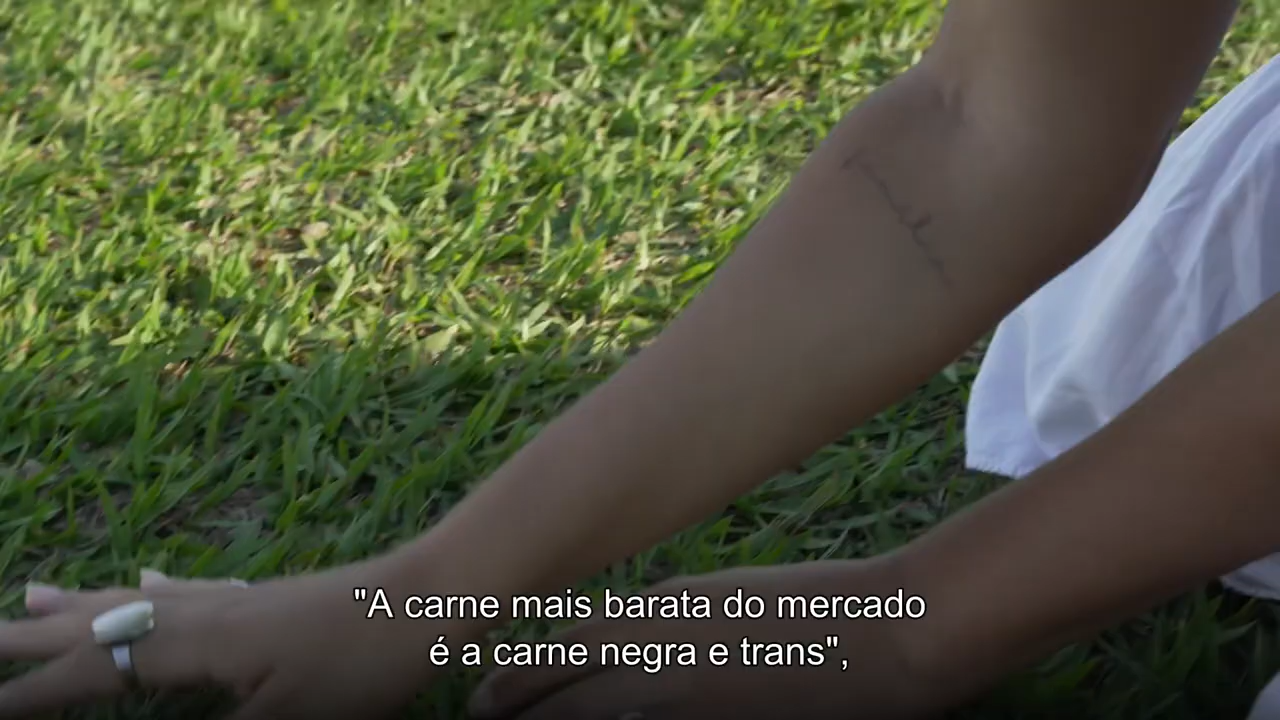 "A carne mais barata do mercado
é a carne negra e trans",